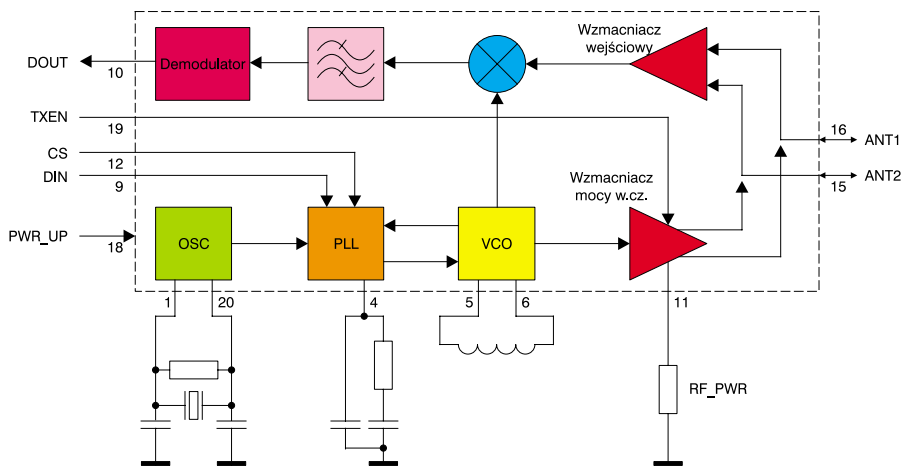 Wzmacniacz
wejściowy
DOUT
10
Demodulator
TXEN
19
16
ANT1
CS
12
DIN
9
15
ANT2
Wzmacniacz
mocy w.cz.
PWR_UP
18
OSC
PLL
VCO
1
20
4
5
6
11
RF_PWR